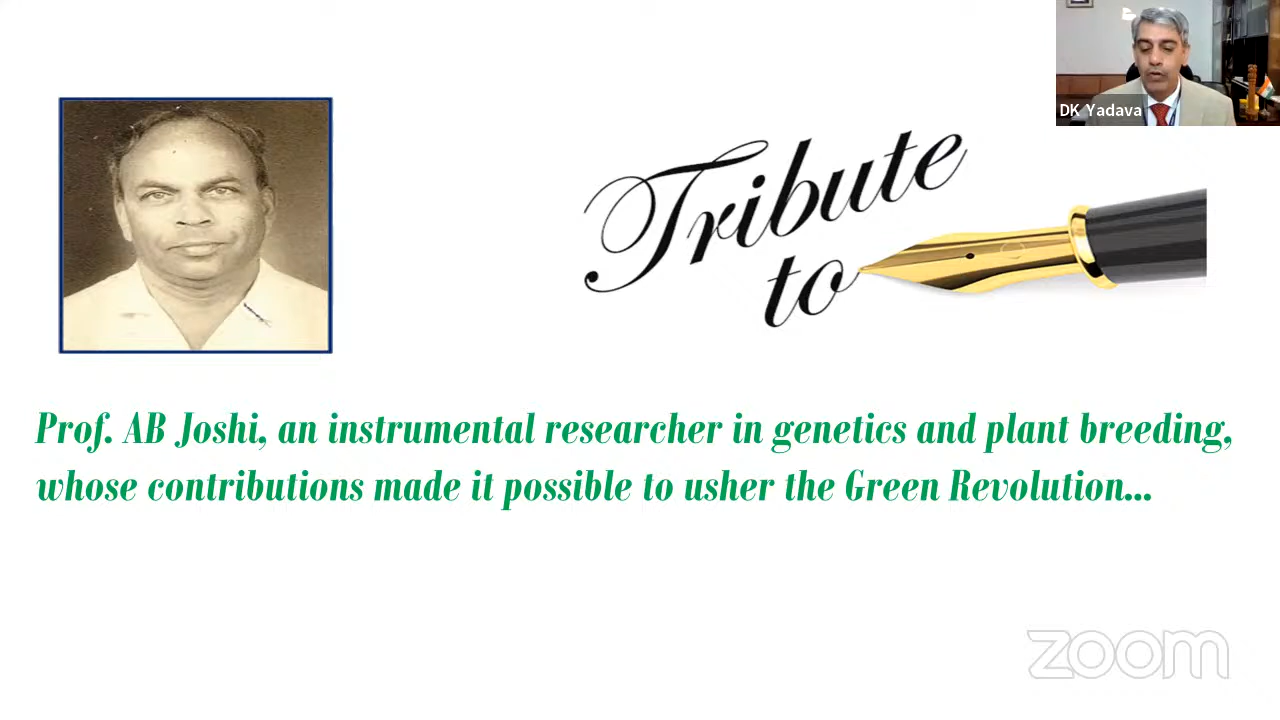 DK Yadava
Tribute
to
Prof. AB Joshi, an instrumental researcher in genetics and plant breeding,
whose contributions made it possible to usher the Green Revolution...
zoom